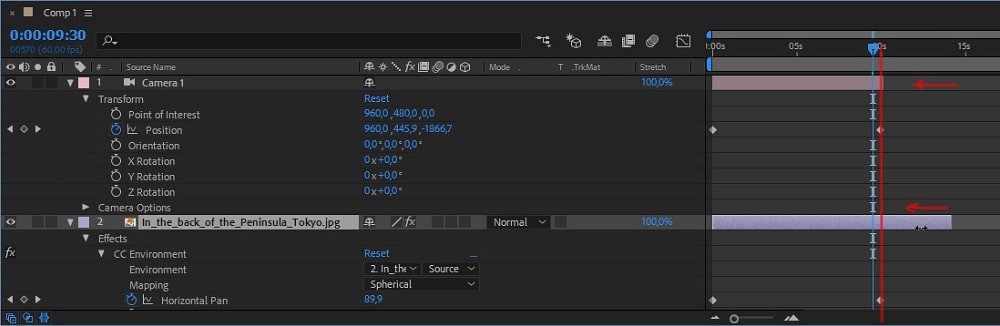 × Comp 1 ≡
0:00:09:30
00570 (60.00 fps)
:00s 05s 0s 15s
# Source Name Mode T .TrkMat Stretch
1 Camera 1 100,0%
Transform Reset
Point of Interest 960,0 ,480,0 ,0,0
Position 960,0 ,445,9 ,-1866,7
Orientation 0,0°,0,0°,0,0°
X Rotation 0x+0,0°
Y Rotation 0x+0,0°
Z Rotation 0x+0,0°
Camera Options
2 In_the_back_of_the_Peninsula_Tokyo.jpg fx Normal 100,0%
Effects
fx CC Environment Reset
Environment 2. In_the Source
Mapping Spherical
Horizontal Pan 89,9